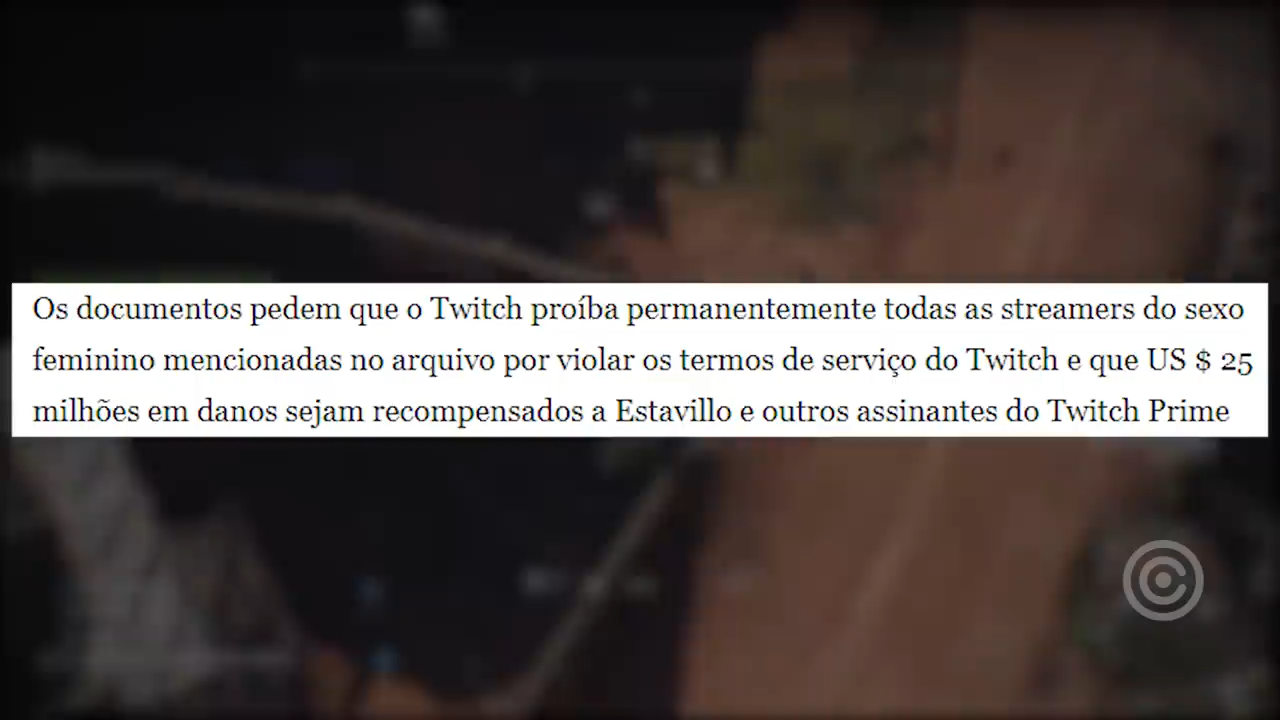 Os documentos pedem que o Twitch proíba permanentemente todas as streamers do sexo
feminino mencionadas no arquivo por violar os termos de serviço do Twitch e que US $ 25
milhões em danos sejam recompensados a Estavillo e outros assinantes do Twitch Prime